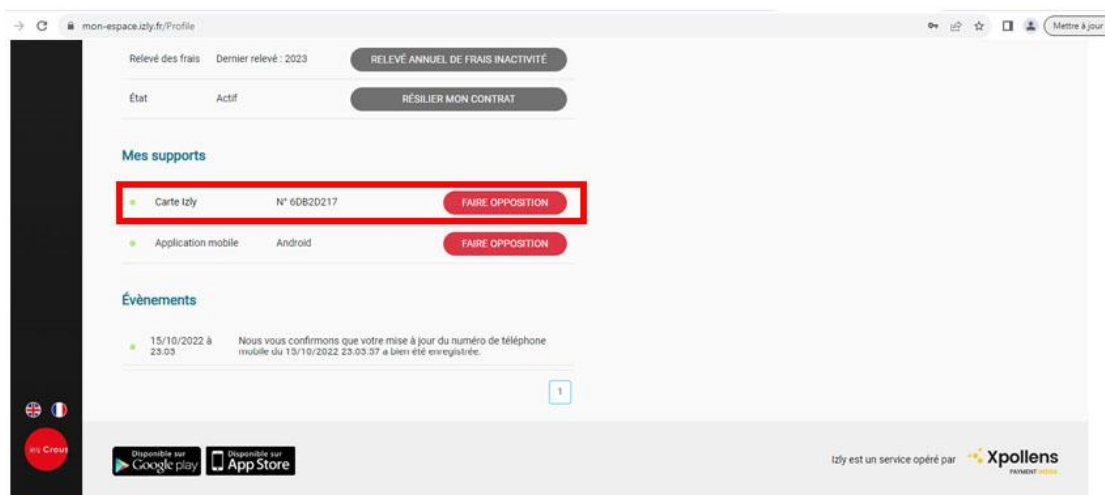 mon-espace.izly.fr/Profile
Mettre à jour
Relevé des frais Dernier relevé : 2023 RELEVÉ ANNUEL DE FRAIS INACTIVITÉ
État Actif RÉSILIER MON CONTRAT
Mes supports
Carte Izly N° 6DB2D217 FAIRE OPPOSITION
Application mobile Android FAIRE OPPOSITION
Évènements
15/10/2022 à Nous vous confirmons que votre mise à jour du numéro de téléphone
23:03 mobile du 15/10/2022 23:03:57 a bien été enregistrée.
1
les Crous
Disponible sur Disponible sur
Google play App Store
Izly est un service opéré par Xpollens
PAYMENT